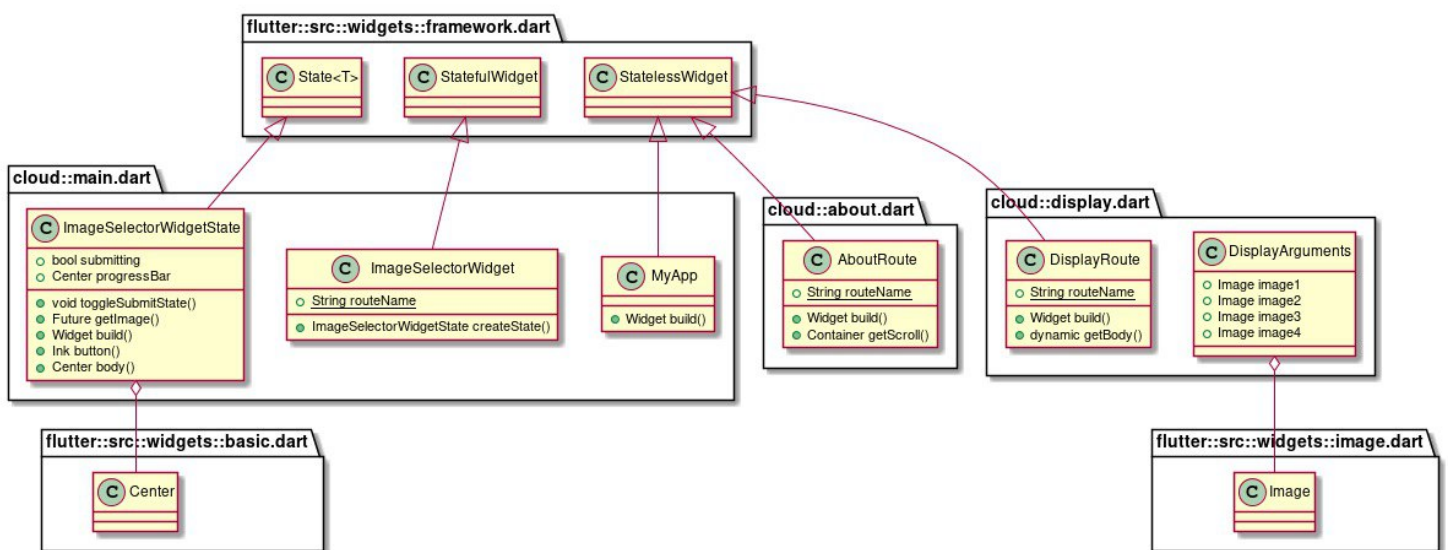 flutter::src::widgets::framework.dart
C State<T>
C StatefulWidget
C StatelessWidget
cloud::main.dart
C ImageSelectorWidgetState
bool submitting
Center progressBar
void toggleSubmitState()
Future getImage()
Widget build()
Ink button()
Center body()
C ImageSelectorWidget
String routeName
ImageSelectorWidgetState createState()
C MyApp
Widget build()
cloud::about.dart
C AboutRoute
String routeName
Widget build()
Container getScroll()
cloud::display.dart
C DisplayRoute
String routeName
Widget build()
dynamic getBody()
C DisplayArguments
Image image1
Image image2
Image image3
Image image4
flutter::src::widgets::basic.dart
C Center
flutter::src::widgets::image.dart
C Image